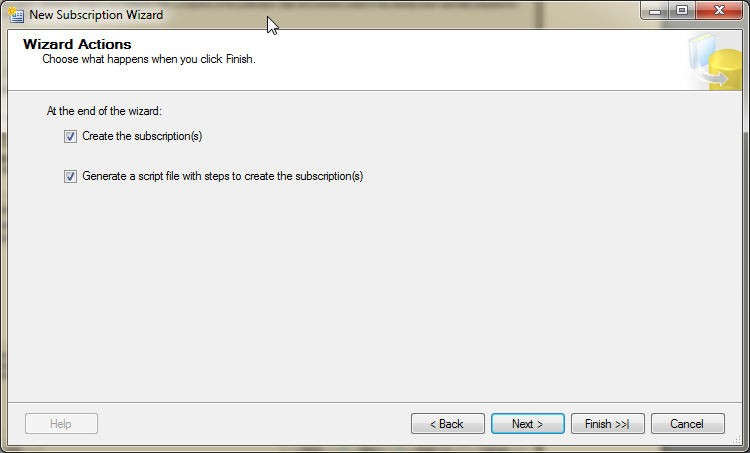 New Subscription Wizard
Wizard Actions
Choose what happens when you click Finish.
At the end of the wizard:
Create the subscription(s)
Generate a script file with steps to create the subscription(s)
Help
< Back
Next >
Finish >>|
Cancel